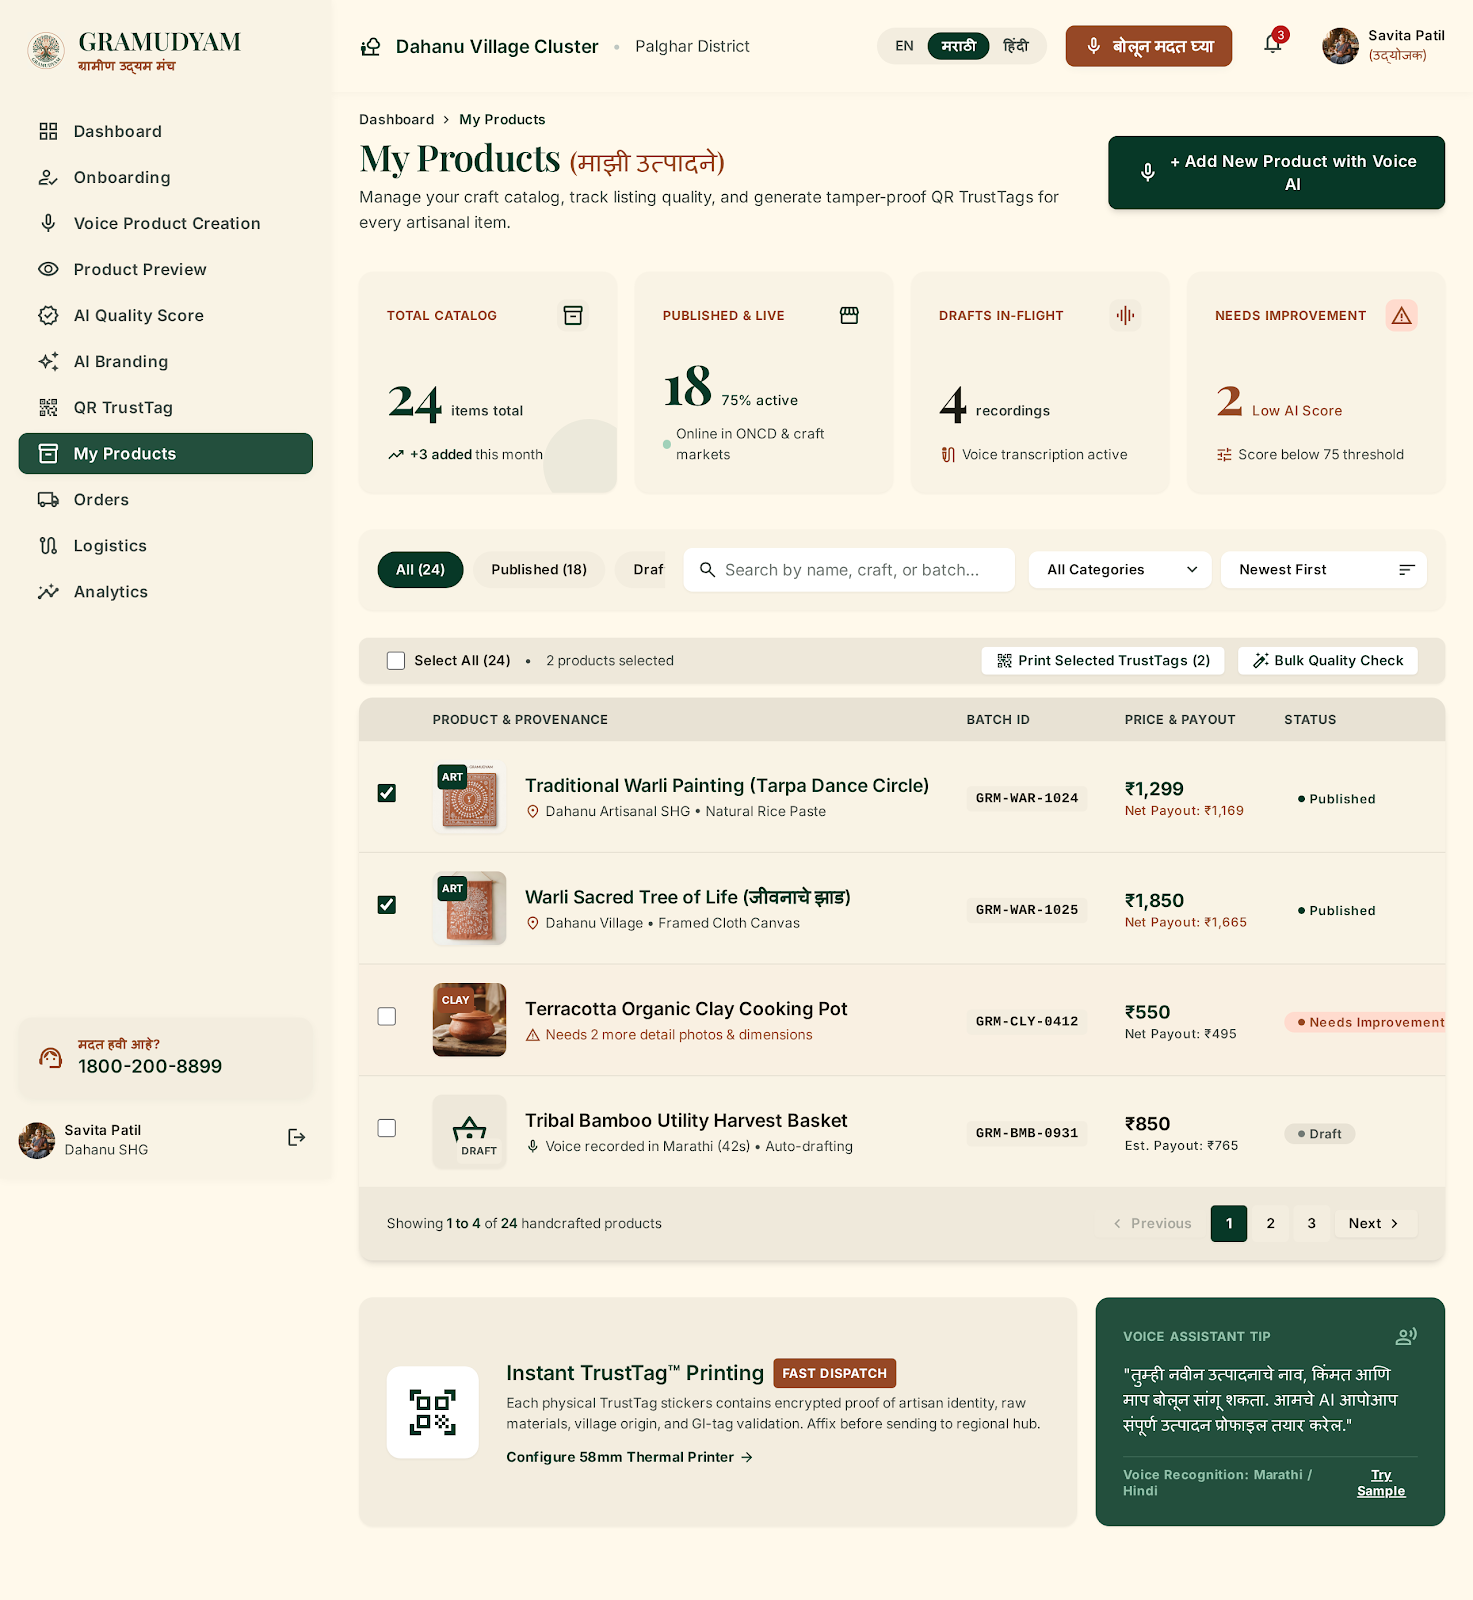 GRAMUDYAM
ग्रामीण उद्यम मंच
Dashboard
Onboarding
Voice Product Creation
Product Preview
AI Quality Score
AI Branding
QR TrustTag
My Products
Orders
Logistics
Analytics
मदत हवी आहे?
1800-200-8899
Savita Patil
Dahanu SHG
Dahanu Village Cluster • Palghar District
EN मराठी हिंदी
बोलून मदत घ्या
3
Savita Patil
(उद्योजक)
Dashboard > My Products
My Products (माझी उत्पादने)
Manage your craft catalog, track listing quality, and generate tamper-proof QR TrustTags for
every artisanal item.
+ Add New Product with Voice
AI
TOTAL CATALOG
24 items total
+3 added this month
PUBLISHED & LIVE
18 75% active
Online in ONCD & craft
markets
DRAFTS IN-FLIGHT
4 recordings
Voice transcription active
NEEDS IMPROVEMENT
2 Low AI Score
Score below 75 threshold
All (24) Published (18) Draf
Search by name, craft, or batch...
All Categories
Newest First
Select All (24) • 2 products selected
Print Selected TrustTags (2)
Bulk Quality Check
PRODUCT & PROVENANCE BATCH ID PRICE & PAYOUT STATUS
ART
Traditional Warli Painting (Tarpa Dance Circle)
Dahanu Artisanal SHG • Natural Rice Paste
GRM-WAR-1024
₹1,299
Net Payout: ₹1,169
Published
ART
Warli Sacred Tree of Life (जीवनाचे झाड)
Dahanu Village • Framed Cloth Canvas
GRM-WAR-1025
₹1,850
Net Payout: ₹1,665
Published
CLAY
Terracotta Organic Clay Cooking Pot
Needs 2 more detail photos & dimensions
GRM-CLY-0412
₹550
Net Payout: ₹495
Needs Improvement
DRAFT
Tribal Bamboo Utility Harvest Basket
Voice recorded in Marathi (42s) • Auto-drafting
GRM-BMB-0931
₹850
Est. Payout: ₹765
Draft
Showing 1 to 4 of 24 handcrafted products
Previous 1 2 3 Next
Instant TrustTag™ Printing FAST DISPATCH
Each physical TrustTag stickers contains encrypted proof of artisan identity, raw
materials, village origin, and GI-tag validation. Affix before sending to regional hub.
Configure 58mm Thermal Printer →
VOICE ASSISTANT TIP
"तुम्ही नवीन उत्पादनाचे नाव, किंमत आणि
माप बोलून सांगू शकता. आमचे AI आपोआप
संपूर्ण उत्पादन प्रोफाइल तयार करेल."
Voice Recognition: Marathi /
Hindi
Try
Sample